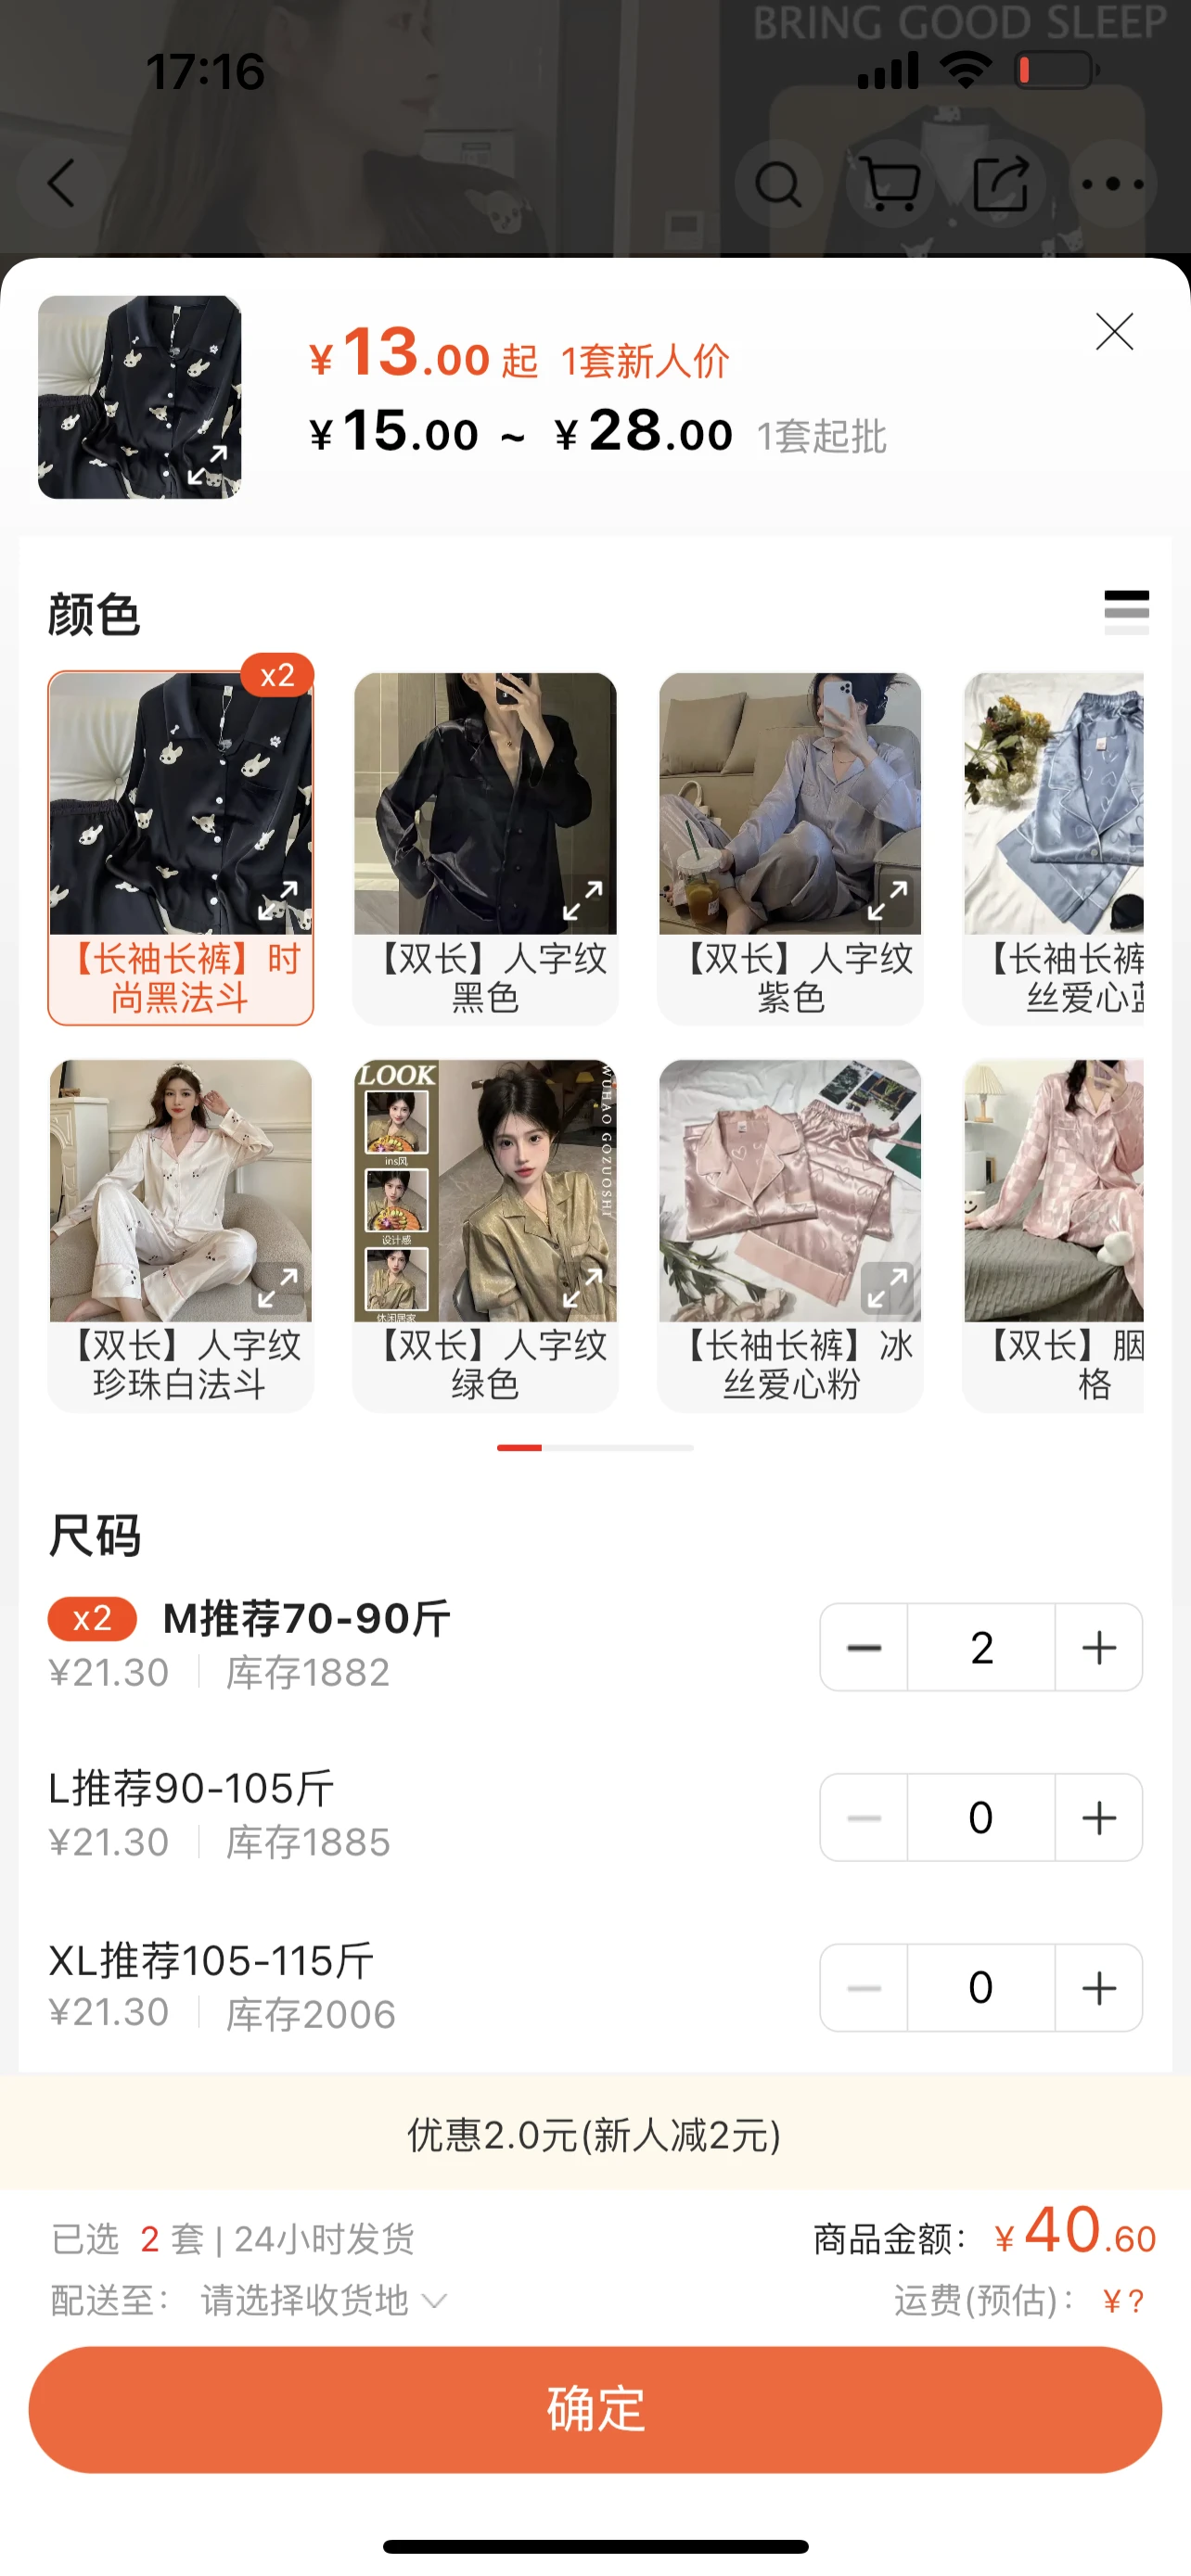 BRING GOOD SLEEP
17:16
¥13.00起 1套新人价
¥15.00 ~ ¥28.00 1套起批
颜色
x2
【长袖长裤】时
尚黑法斗
【双长】人字纹
黑色
【双长】人字纹
紫色
【长袖长裤
丝爱心蓝
LOOK
ins风
设计感
休闲居家
WUHAO GOZUOSHI
【双长】人字纹
珍珠白法斗
【双长】人字纹
绿色
【长袖长裤】冰
丝爱心粉
【双长】胭
格
尺码
x2 M推荐70-90斤
¥21.30 库存1882
2
L推荐90-105斤
¥21.30 库存1885
0
XL推荐105-115斤
¥21.30 库存2006
0
优惠2.0元(新人减2元)
已选 2 套 | 24小时发货
商品金额: ¥40.60
配送至: 请选择收货地
运费(预估): ¥?
确定